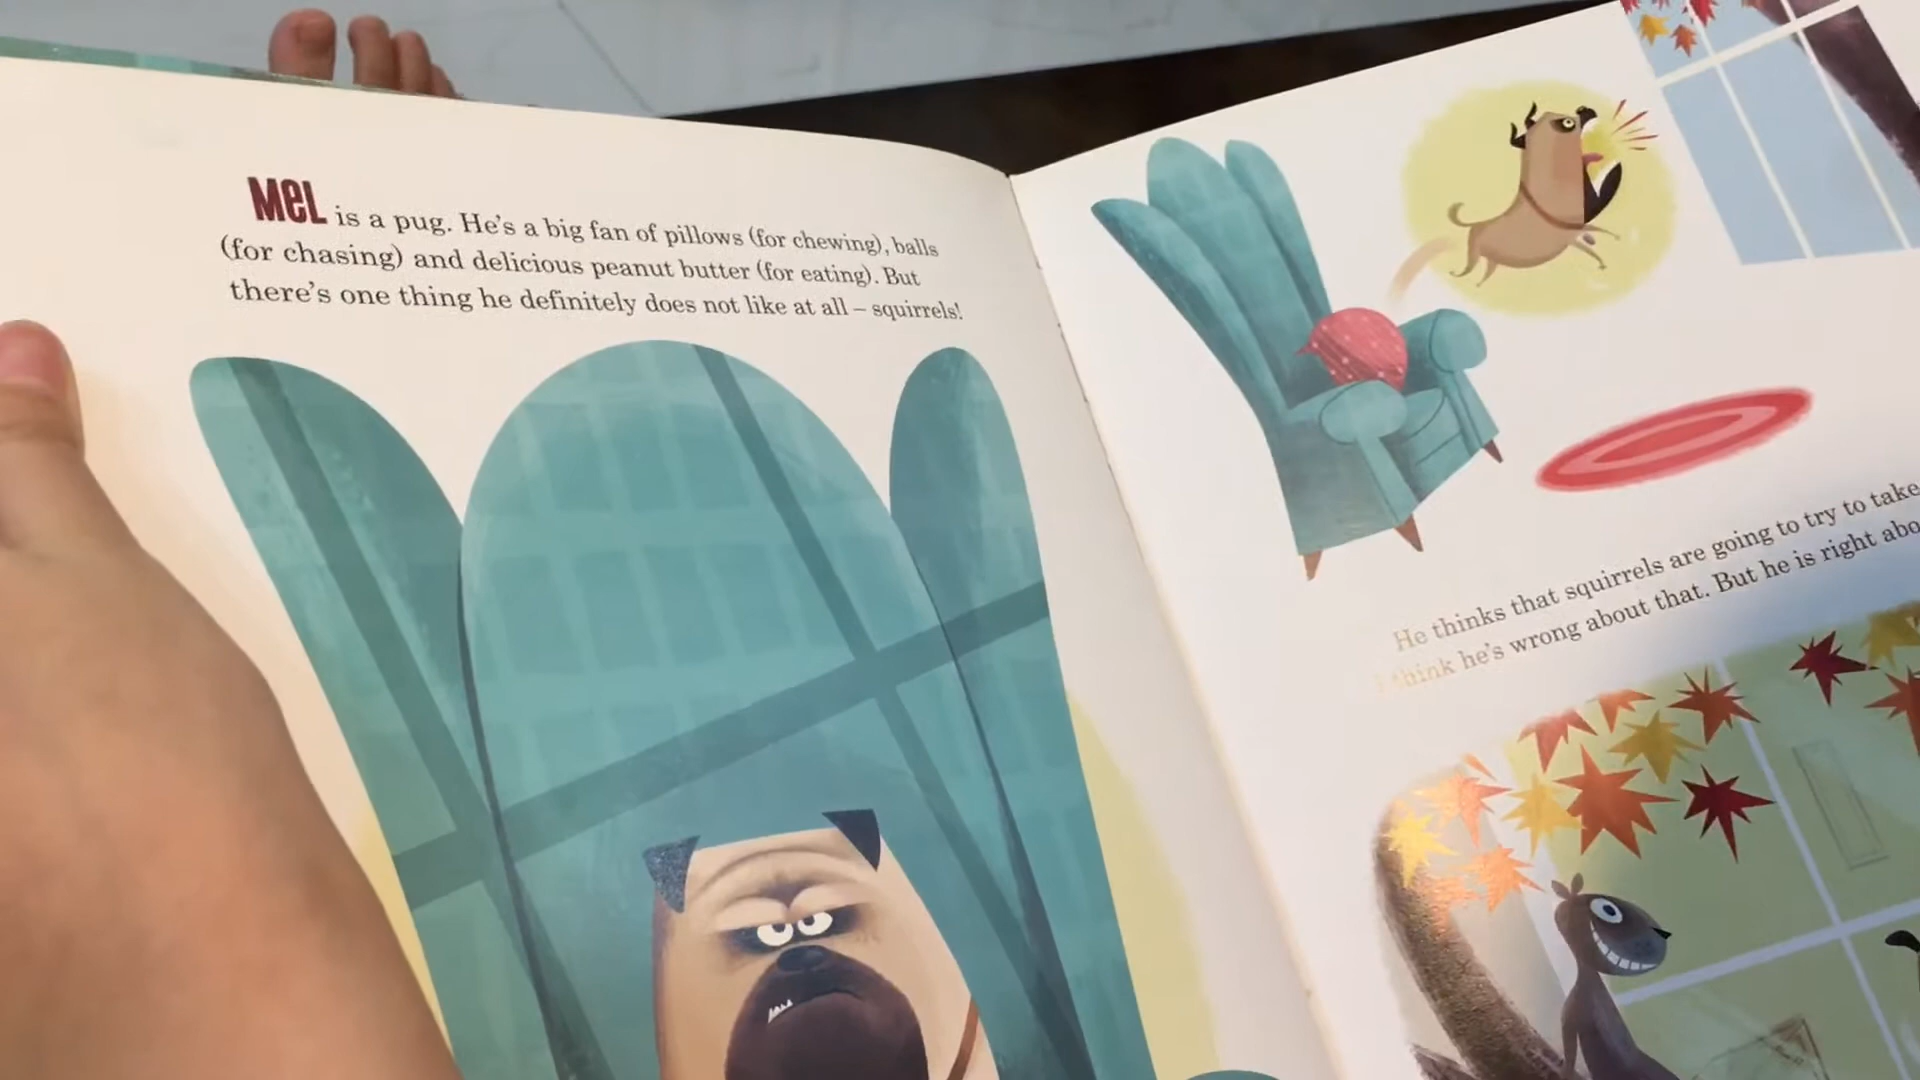 MeL is a pug. He's a big fan of pillows (for chewing), balls
(for chasing) and delicious peanut butter (for eating). But
there's one thing he definitely does not like at all – squirrels!
He thinks that squirrels are going to try to take
think he's wrong about that. But he is right